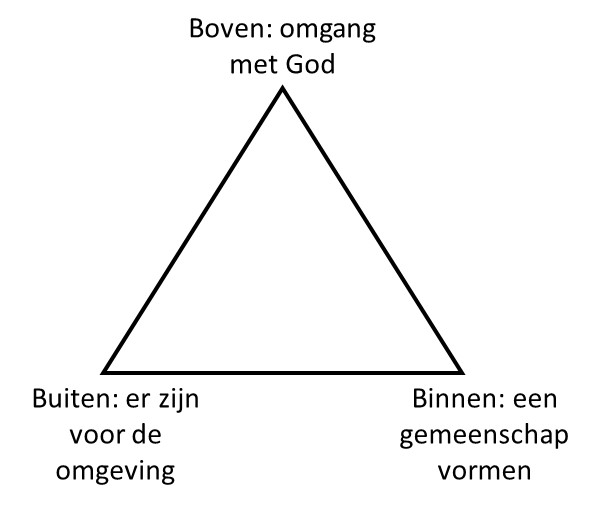 Boven: omgang
met God
Buiten: er zijn
voor de
omgeving
Binnen: een
gemeenschap
vormen